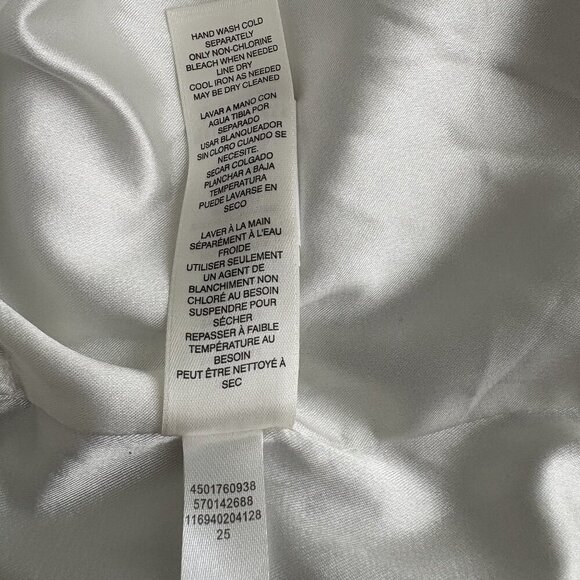 HAND WASH COLD
SEPARATELY
ONLY NON-CHLORINE
BLEACH WHEN NEEDED
LINE DRY
COOL IRON AS NEEDED
MAY BE DRY CLEANED
LAVAR A MANO CON
AGUA TIBIA POR
SEPARADO
USAR BLANQUEADOR
SIN CLORO CUANDO SE
NECESITE.
SECAR COLGADO
PLANCHAR A BAJA
TEMPERATURA
PUEDE LAVARSE EN
SECO
LAVER À LA MAIN
SÉPARÉMENT À L'EAU
FROIDE
UTILISER SEULEMENT
UN AGENT DE
BLANCHIMENT NON
CHLORÉ AU BESOIN
SUSPENDRE POUR
SÉCHER
REPASSER À FAIBLE
TEMPÉRATURE AU
BESOIN
PEUT ÊTRE NETTOYÉ À
SEC
4501760938
570142688
116940204128
25